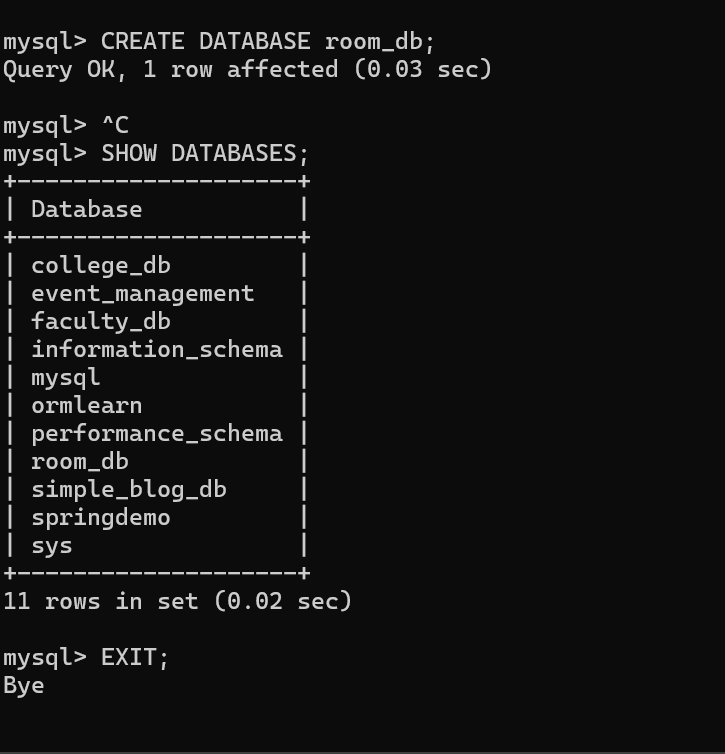 mysql> CREATE DATABASE room_db;
Query OK, 1 row affected (0.03 sec)
mysql> ^C
mysql> SHOW DATABASES;
+--------------------+
| Database           |
+--------------------+
| college_db         |
| event_management   |
| faculty_db         |
| information_schema |
| mysql              |
| ormlearn           |
| performance_schema |
| room_db            |
| simple_blog_db     |
| springdemo         |
| sys                |
+--------------------+
11 rows in set (0.02 sec)
mysql> EXIT;
Bye